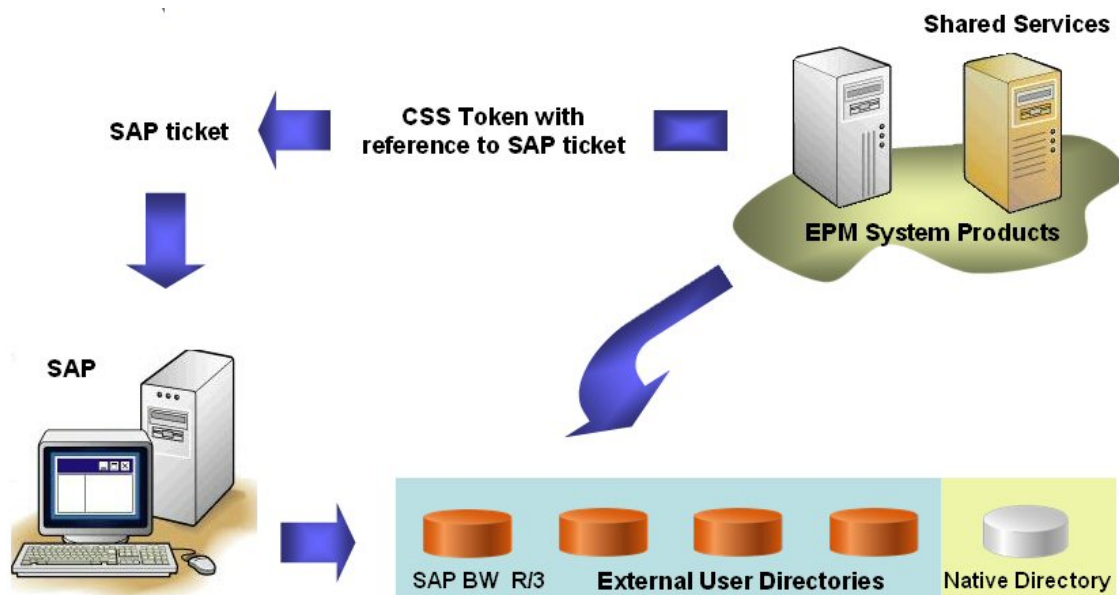 Shared Services
SAP ticket
CSS Token with
reference to SAP ticket
EPM System Products
SAP
SAP BW R/3
External User Directories
Native Directory